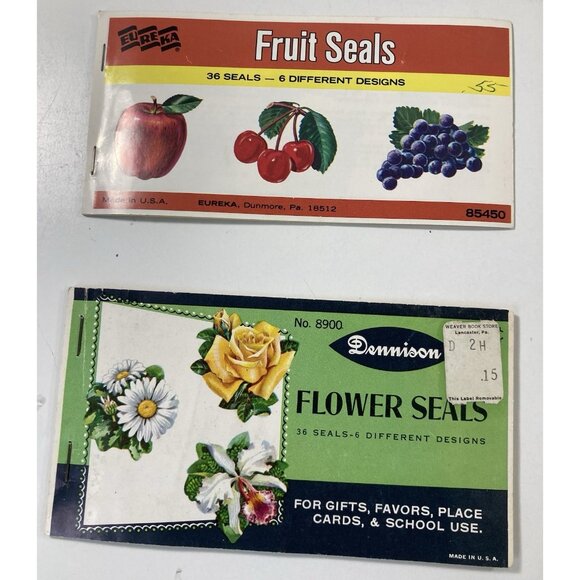 EUREKA
Fruit Seals
36 SEALS — 6 DIFFERENT DESIGNS
.55
Made in U.S.A.
EUREKA, Dunmore, Pa. 18512
85450
No. 8900
Dennison
WEAVER BOOK STORE
Lancaster, Pa.
D 2H
.15
This Label Removable
FLOWER SEALS
36 SEALS-6 DIFFERENT DESIGNS
FOR GIFTS, FAVORS, PLACE
CARDS, & SCHOOL USE.
MADE IN U. S. A.